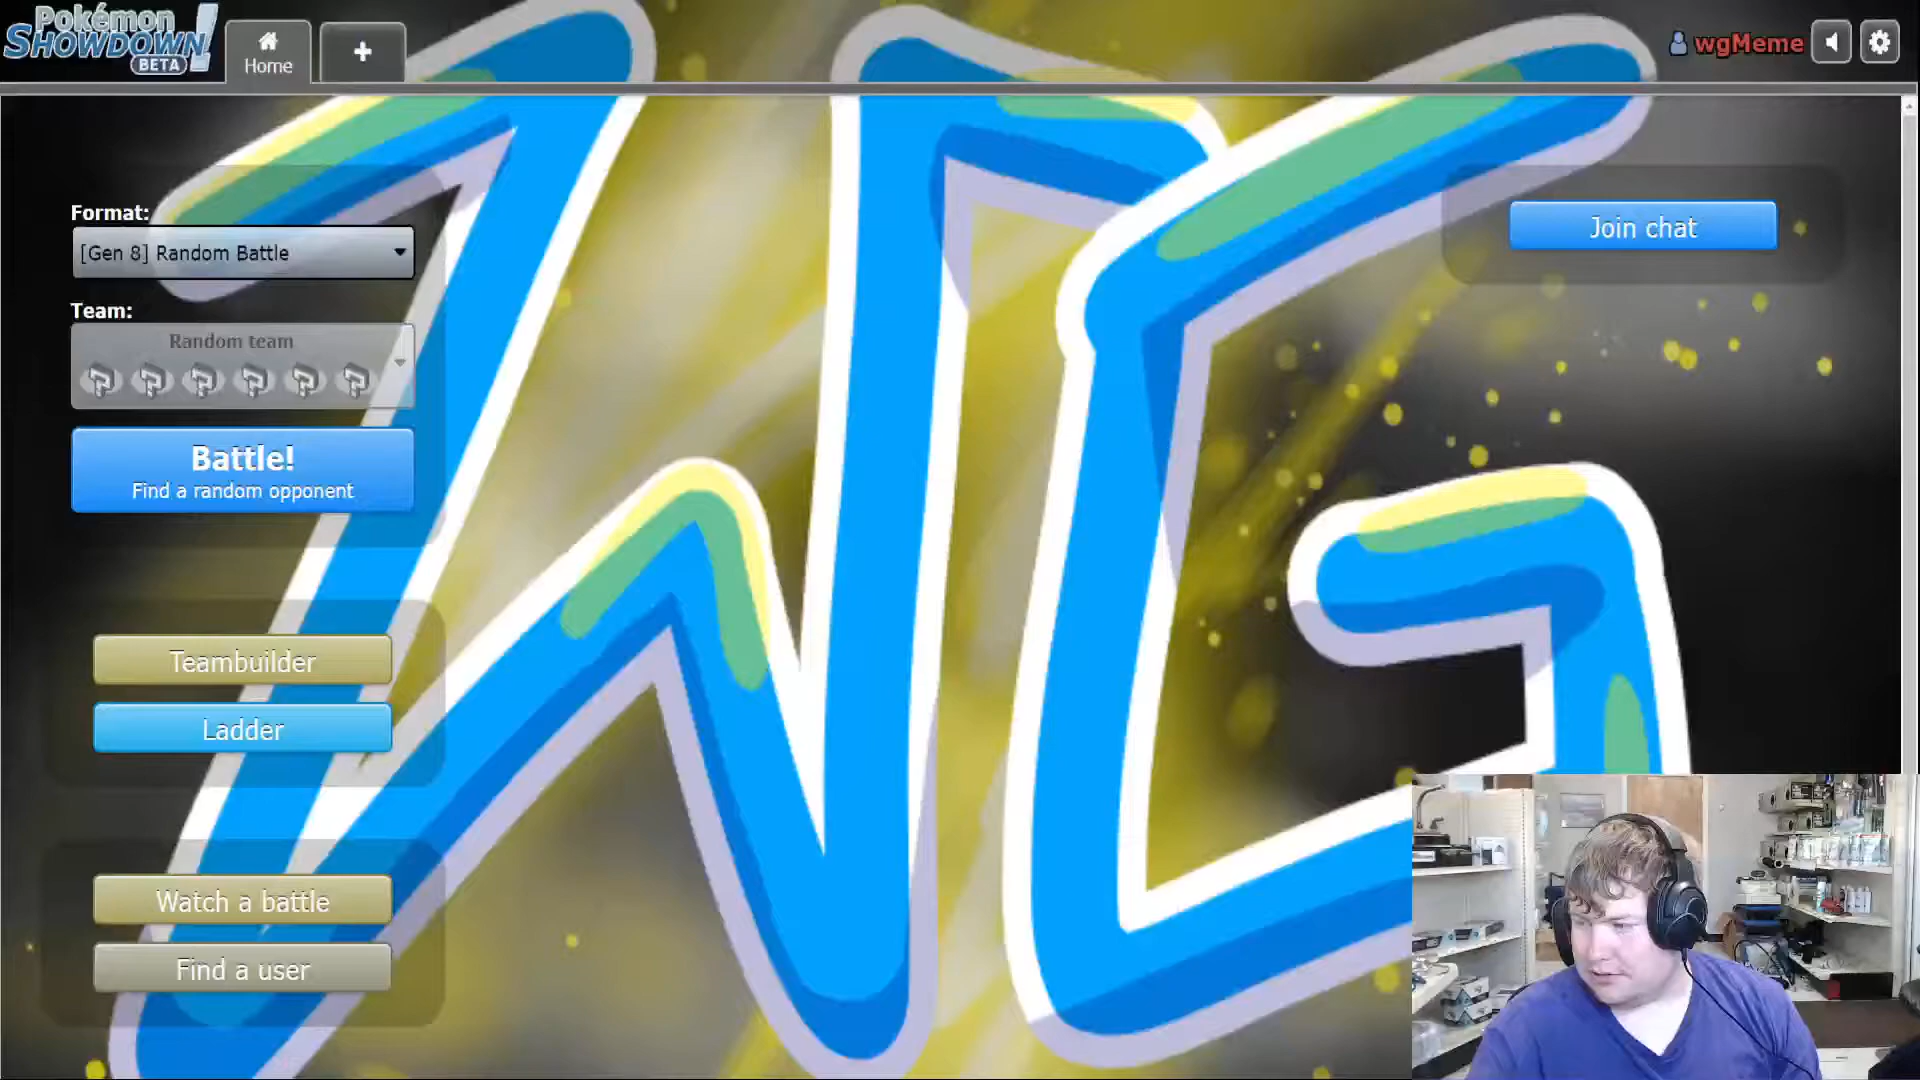 Pokémon
SHOWDOWN!
BETA
Home
+
wgMeme
Format:
[Gen 8] Random Battle
Join chat
Team:
Random team
? ? ? ? ? ?
Battle!
Find a random opponent
Teambuilder
Ladder
Watch a battle
Find a user
WG